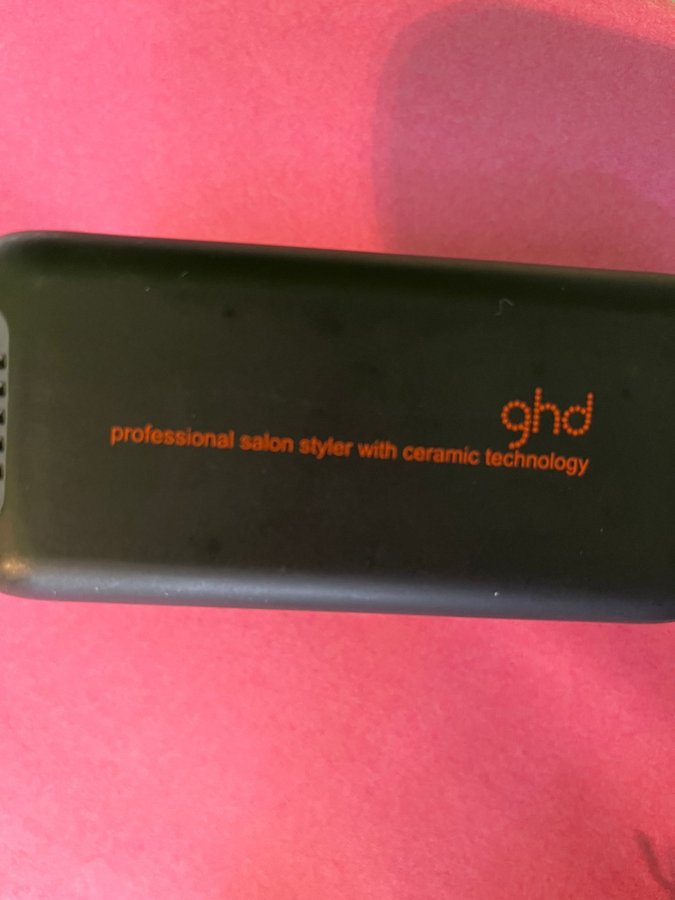 ghd
professional salon styler with ceramic technology